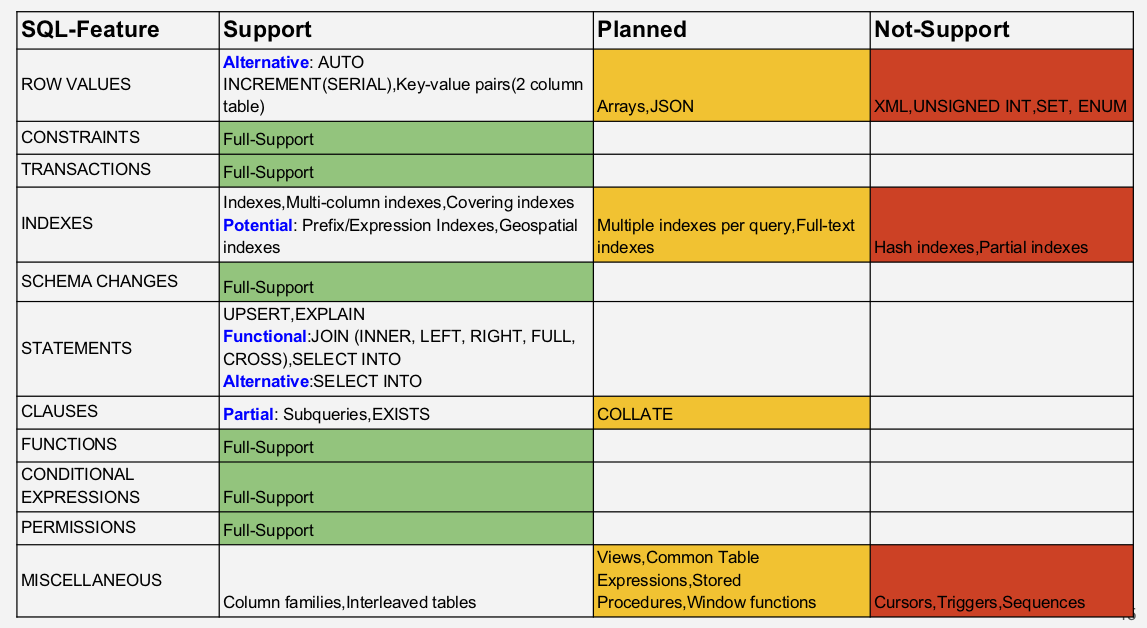 SQL-Feature
Support
Planned
Not-Support
ROW VALUES
Alternative: AUTO
INCREMENT(SERIAL),Key-value pairs(2 column
table)
Arrays,JSON
XML,UNSIGNED INT,SET, ENUM
CONSTRAINTS
Full-Support
TRANSACTIONS
Full-Support
INDEXES
Indexes,Multi-column indexes,Covering indexes
Potential: Prefix/Expression Indexes,Geospatial
indexes
Multiple indexes per query,Full-text
indexes
Hash indexes,Partial indexes
SCHEMA CHANGES
Full-Support
STATEMENTS
UPSERT,EXPLAIN
Functional:JOIN (INNER, LEFT, RIGHT, FULL,
CROSS),SELECT INTO
Alternative:SELECT INTO
CLAUSES
Partial: Subqueries,EXISTS
COLLATE
FUNCTIONS
Full-Support
CONDITIONAL
EXPRESSIONS
Full-Support
PERMISSIONS
Full-Support
MISCELLANEOUS
Column families,Interleaved tables
Views,Common Table
Expressions,Stored
Procedures,Window functions
Cursors,Triggers,Sequences